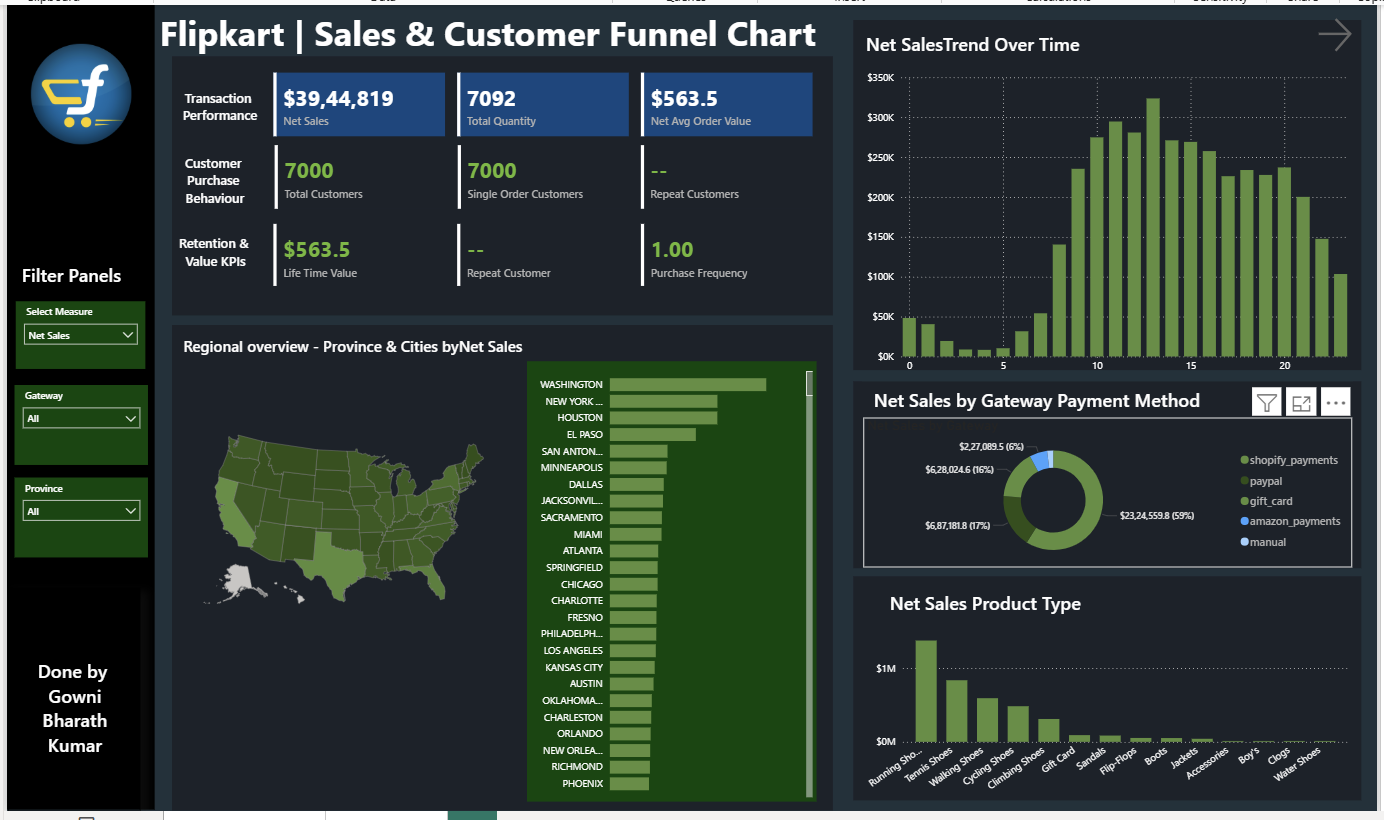 Flipkart | Sales & Customer Funnel Chart
Transaction
Performance
$39,44,819
Net Sales
7092
Total Quantity
$563.5
Net Avg Order Value
Customer
Purchase
Behaviour
7000
Total Customers
7000
Single Order Customers
--
Repeat Customers
Retention &
Value KPIs
$563.5
Life Time Value
--
Repeat Customer
1.00
Purchase Frequency
Filter Panels
Select Measure
Net Sales
Gateway
All
Province
All
Done by
Gowni
Bharath
Kumar
Regional overview - Province & Cities byNet Sales
WASHINGTON
NEW YORK ...
HOUSTON
EL PASO
SAN ANTON...
MINNEAPOLIS
DALLAS
JACKSONVIL...
SACRAMENTO
MIAMI
ATLANTA
SPRINGFIELD
CHICAGO
CHARLOTTE
FRESNO
PHILADELPH...
LOS ANGELES
KANSAS CITY
AUSTIN
OKLAHOMA...
CHARLESTON
ORLANDO
NEW ORLEA...
RICHMOND
PHOENIX
Net SalesTrend Over Time
$350K
$300K
$250K
$200K
$150K
$100K
$50K
$0K
0 5 10 15 20
Net Sales by Gateway Payment Method
$2,27,089.5 (6%)
$6,28,024.6 (16%)
$6,87,181.8 (17%)
$23,24,559.8 (59%)
shopify_payments
paypal
gift_card
amazon_payments
manual
Net Sales Product Type
$1M
$0M
Running Sho...
Tennis Shoes
Walking Shoes
Cycling Shoes
Climbing Shoes
Gift Card
Sandals
Flip-Flops
Boots
Jackets
Accessories
Boy's
Clogs
Water Shoes